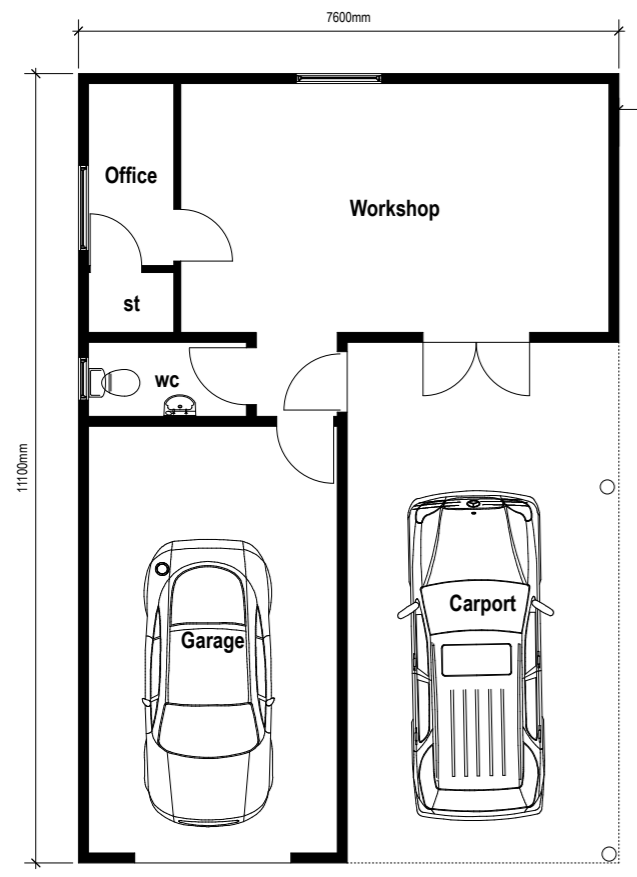 7600mm
Office
Workshop
st
wc
11100mm
Carport
Garage